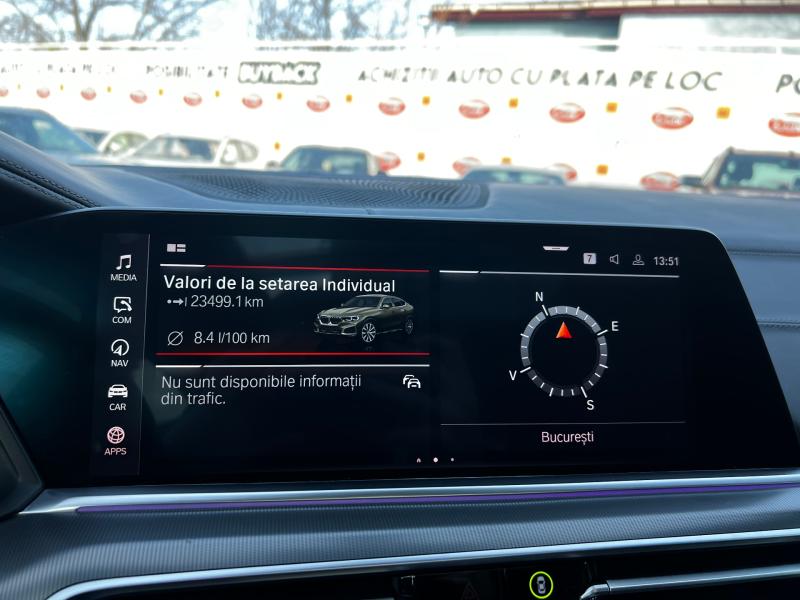 POSIBILITATE BUYBACK
ACHIZITII AUTO CU PLATA PE LOC
MEDIA
COM
NAV
CAR
APPS
Valori de la setarea Individual
23499.1 km
8.4 l/100 km
Nu sunt disponibile informații
din trafic.
7
13:51
N
E
V
S
București